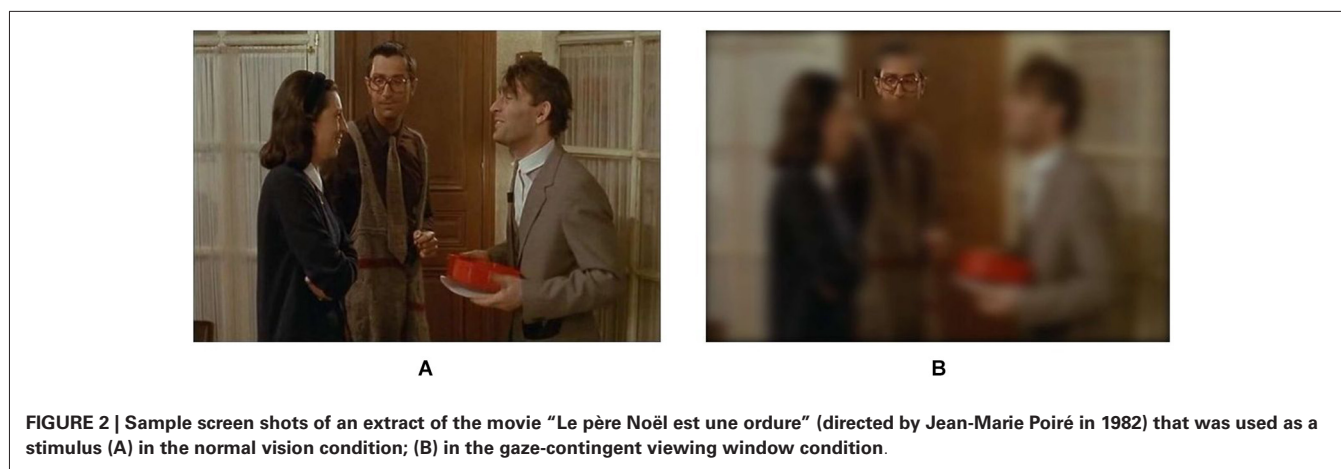 A
B
FIGURE 2 | Sample screen shots of an extract of the movie “Le père Noël est une ordure” (directed by Jean-Marie Poiré in 1982) that was used as a
stimulus (A) in the normal vision condition; (B) in the gaze-contingent viewing window condition.